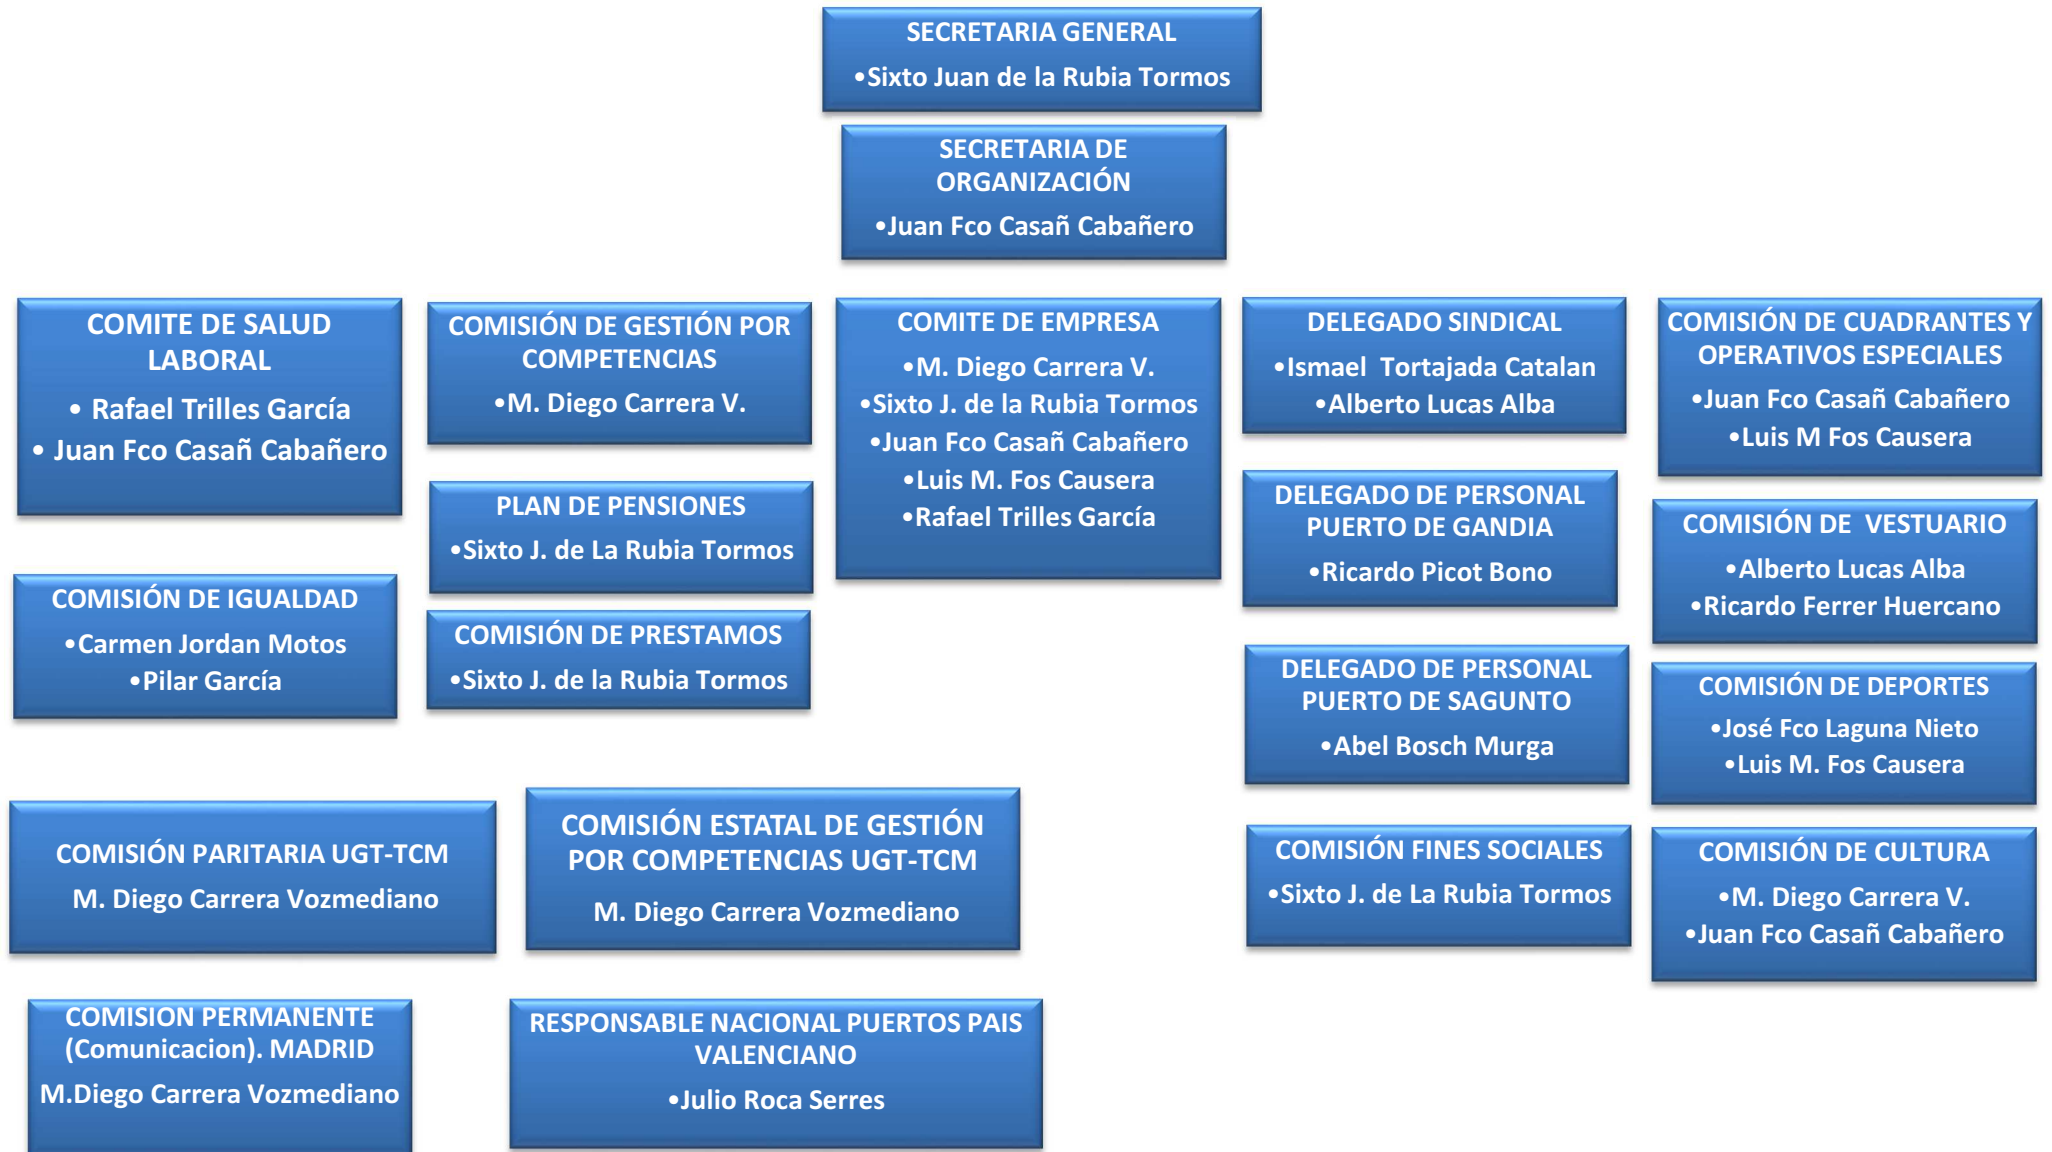 SECRETARIA GENERAL
•Sixto Juan de la Rubia Tormos
SECRETARIA DE
ORGANIZACIÓN
•Juan Fco Casañ Cabañero
COMITE DE SALUD
LABORAL
• Rafael Trilles García
• Juan Fco Casañ Cabañero
COMISIÓN DE GESTIÓN POR
COMPETENCIAS
•M. Diego Carrera V.
COMITE DE EMPRESA
•M. Diego Carrera V.
•Sixto J. de la Rubia Tormos
•Juan Fco Casañ Cabañero
•Luis M. Fos Causera
•Rafael Trilles García
DELEGADO SINDICAL
•Ismael  Tortajada Catalan
•Alberto Lucas Alba
COMISIÓN DE CUADRANTES Y
OPERATIVOS ESPECIALES
•Juan Fco Casañ Cabañero
•Luis M Fos Causera
PLAN DE PENSIONES
•Sixto J. de La Rubia Tormos
DELEGADO DE PERSONAL
PUERTO DE GANDIA
•Ricardo Picot Bono
COMISIÓN DE  VESTUARIO
•Alberto Lucas Alba
•Ricardo Ferrer Huercano
COMISIÓN DE IGUALDAD
•Carmen Jordan Motos
•Pilar García
COMISIÓN DE PRESTAMOS
•Sixto J. de la Rubia Tormos
DELEGADO DE PERSONAL
PUERTO DE SAGUNTO
•Abel Bosch Murga
COMISIÓN DE DEPORTES
•José Fco Laguna Nieto
•Luis M. Fos Causera
COMISIÓN PARITARIA UGT-TCM
M. Diego Carrera Vozmediano
COMISIÓN ESTATAL DE GESTIÓN
POR COMPETENCIAS UGT-TCM
M. Diego Carrera Vozmediano
COMISIÓN FINES SOCIALES
•Sixto J. de La Rubia Tormos
COMISIÓN DE CULTURA
•M. Diego Carrera V.
•Juan Fco Casañ Cabañero
COMISION PERMANENTE
(Comunicacion). MADRID
M.Diego Carrera Vozmediano
RESPONSABLE NACIONAL PUERTOS PAIS
VALENCIANO
•Julio Roca Serres